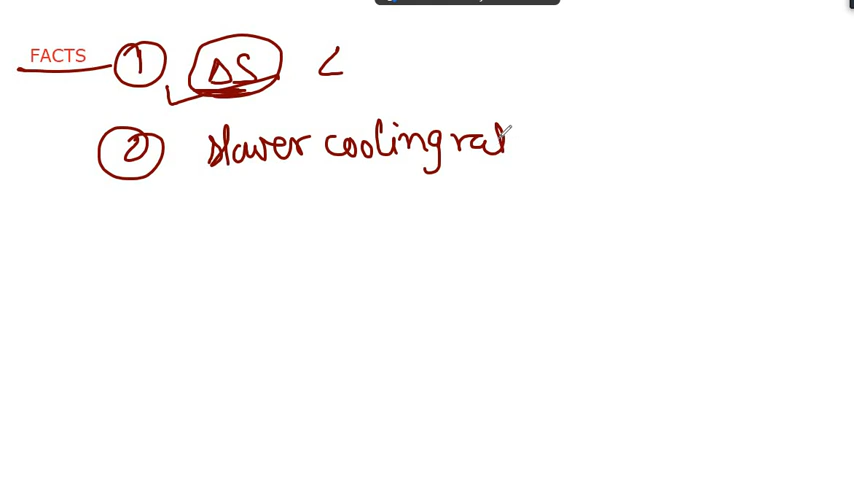 FACTS ① ΔS <
② slower cooling rat